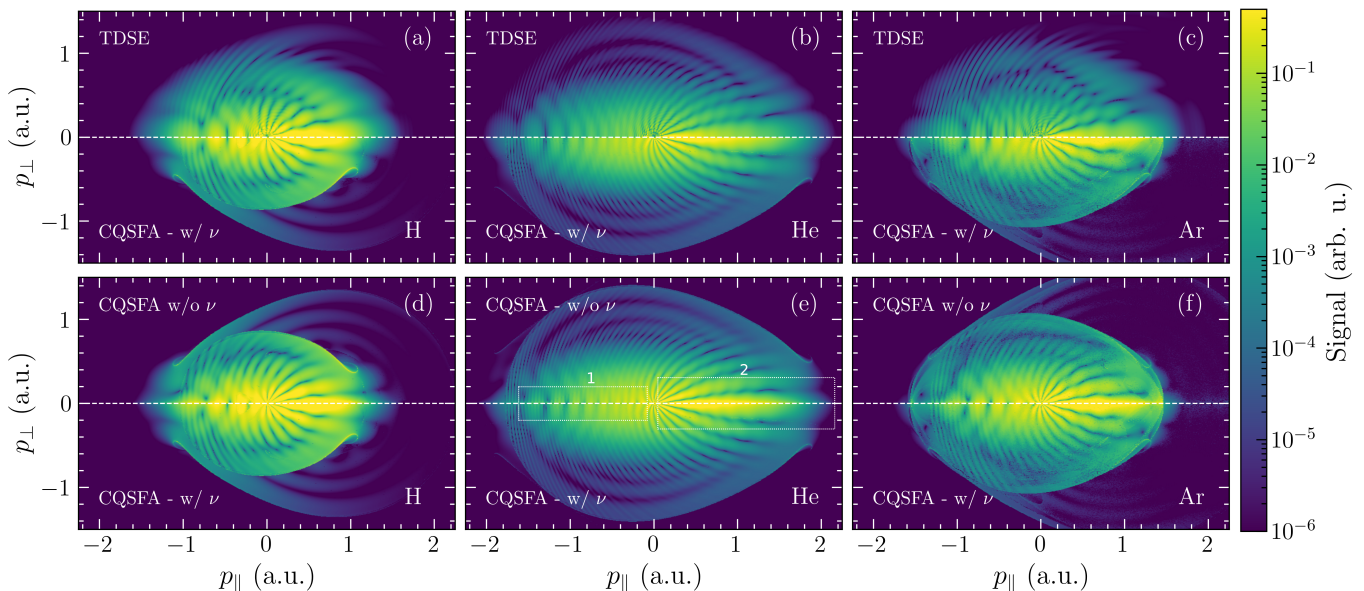 TDSE (a)
CQSFA - w/ ν H
TDSE (b)
CQSFA - w/ ν He
TDSE (c)
CQSFA - w/ ν Ar
CQSFA w/o ν (d)
CQSFA - w/ ν H
CQSFA w/o ν (e)
1
2
CQSFA - w/ ν He
CQSFA w/o ν (f)
CQSFA - w/ ν Ar
1
0
−1
p⊥ (a.u.)
1
0
−1
p⊥ (a.u.)
−2 −1 0 1 2
p∥ (a.u.)
−2 −1 0 1 2
p∥ (a.u.)
−2 −1 0 1 2
p∥ (a.u.)
10⁻¹
10⁻²
10⁻³
10⁻⁴
10⁻⁵
10⁻⁶
Signal (arb. u.)